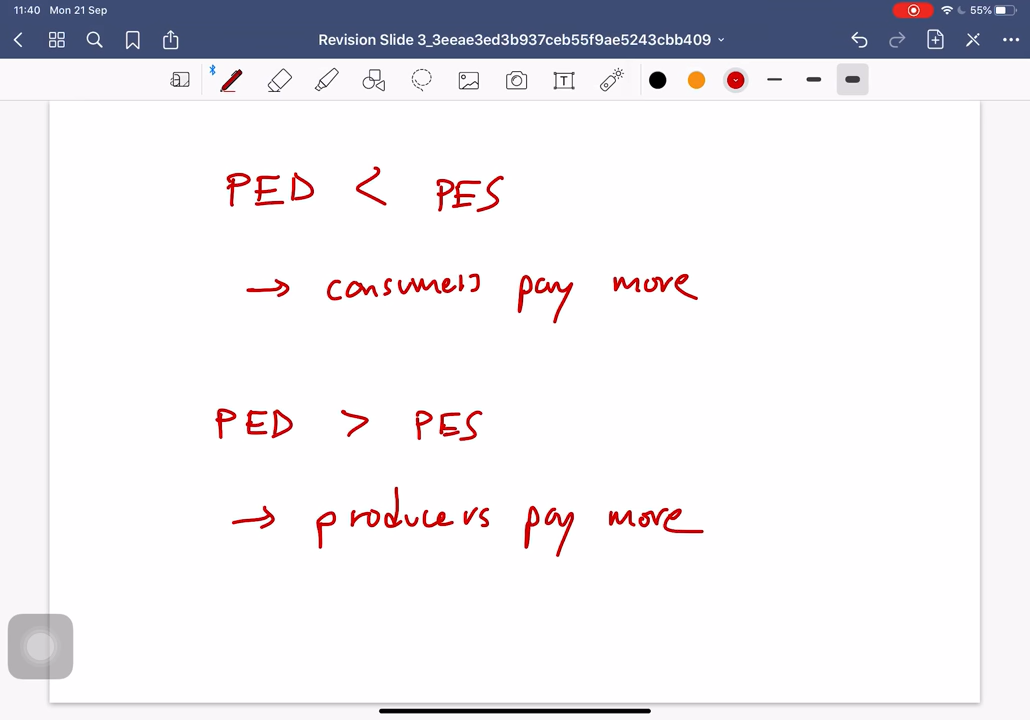 11:40 Mon 21 Sep 55%
Revision Slide 3_3eeae3ed3b937ceb55f9ae5243cbb409
T
PED < PES
→ consumers pay more
PED > PES
→ producers pay more